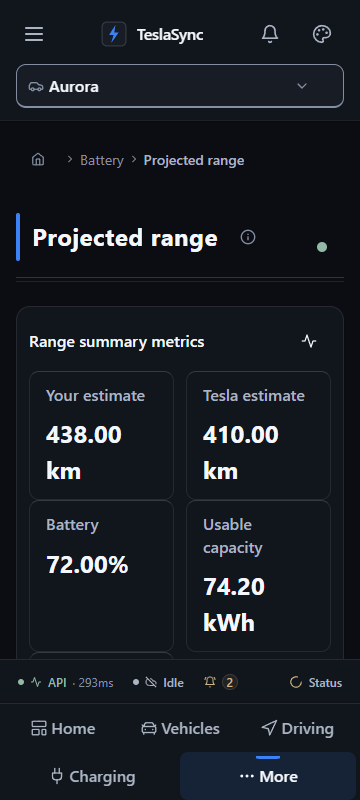 TeslaSync
Aurora
Battery
Projected range
Projected range
Range summary metrics
Your estimate
438.00
km
Tesla estimate
410.00
km
Battery
72.00%
Usable
capacity
74.20
kWh
API · 293ms
Idle
2
Status
Home
Vehicles
Driving
Charging
More